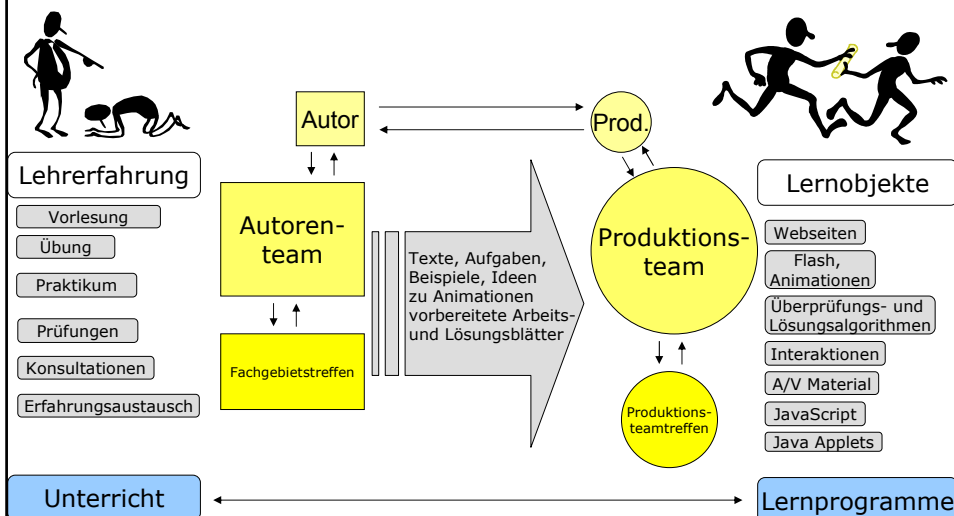 Autor
Prod.
Lehrerfahrung
Vorlesung
Übung
Praktikum
Prüfungen
Konsultationen
Erfahrungsaustausch
Autoren-
team
Fachgebietstreffen
Texte, Aufgaben,
Beispiele, Ideen
zu Animationen
vorbereitete Arbeits-
und Lösungsblätter
Produktions-
team
Produktions-
teamtreffen
Lernobjekte
Webseiten
Flash,
Animationen
Überprüfungs- und
Lösungsalgorithmen
Interaktionen
A/V Material
JavaScript
Java Applets
Unterricht
Lernprogramme